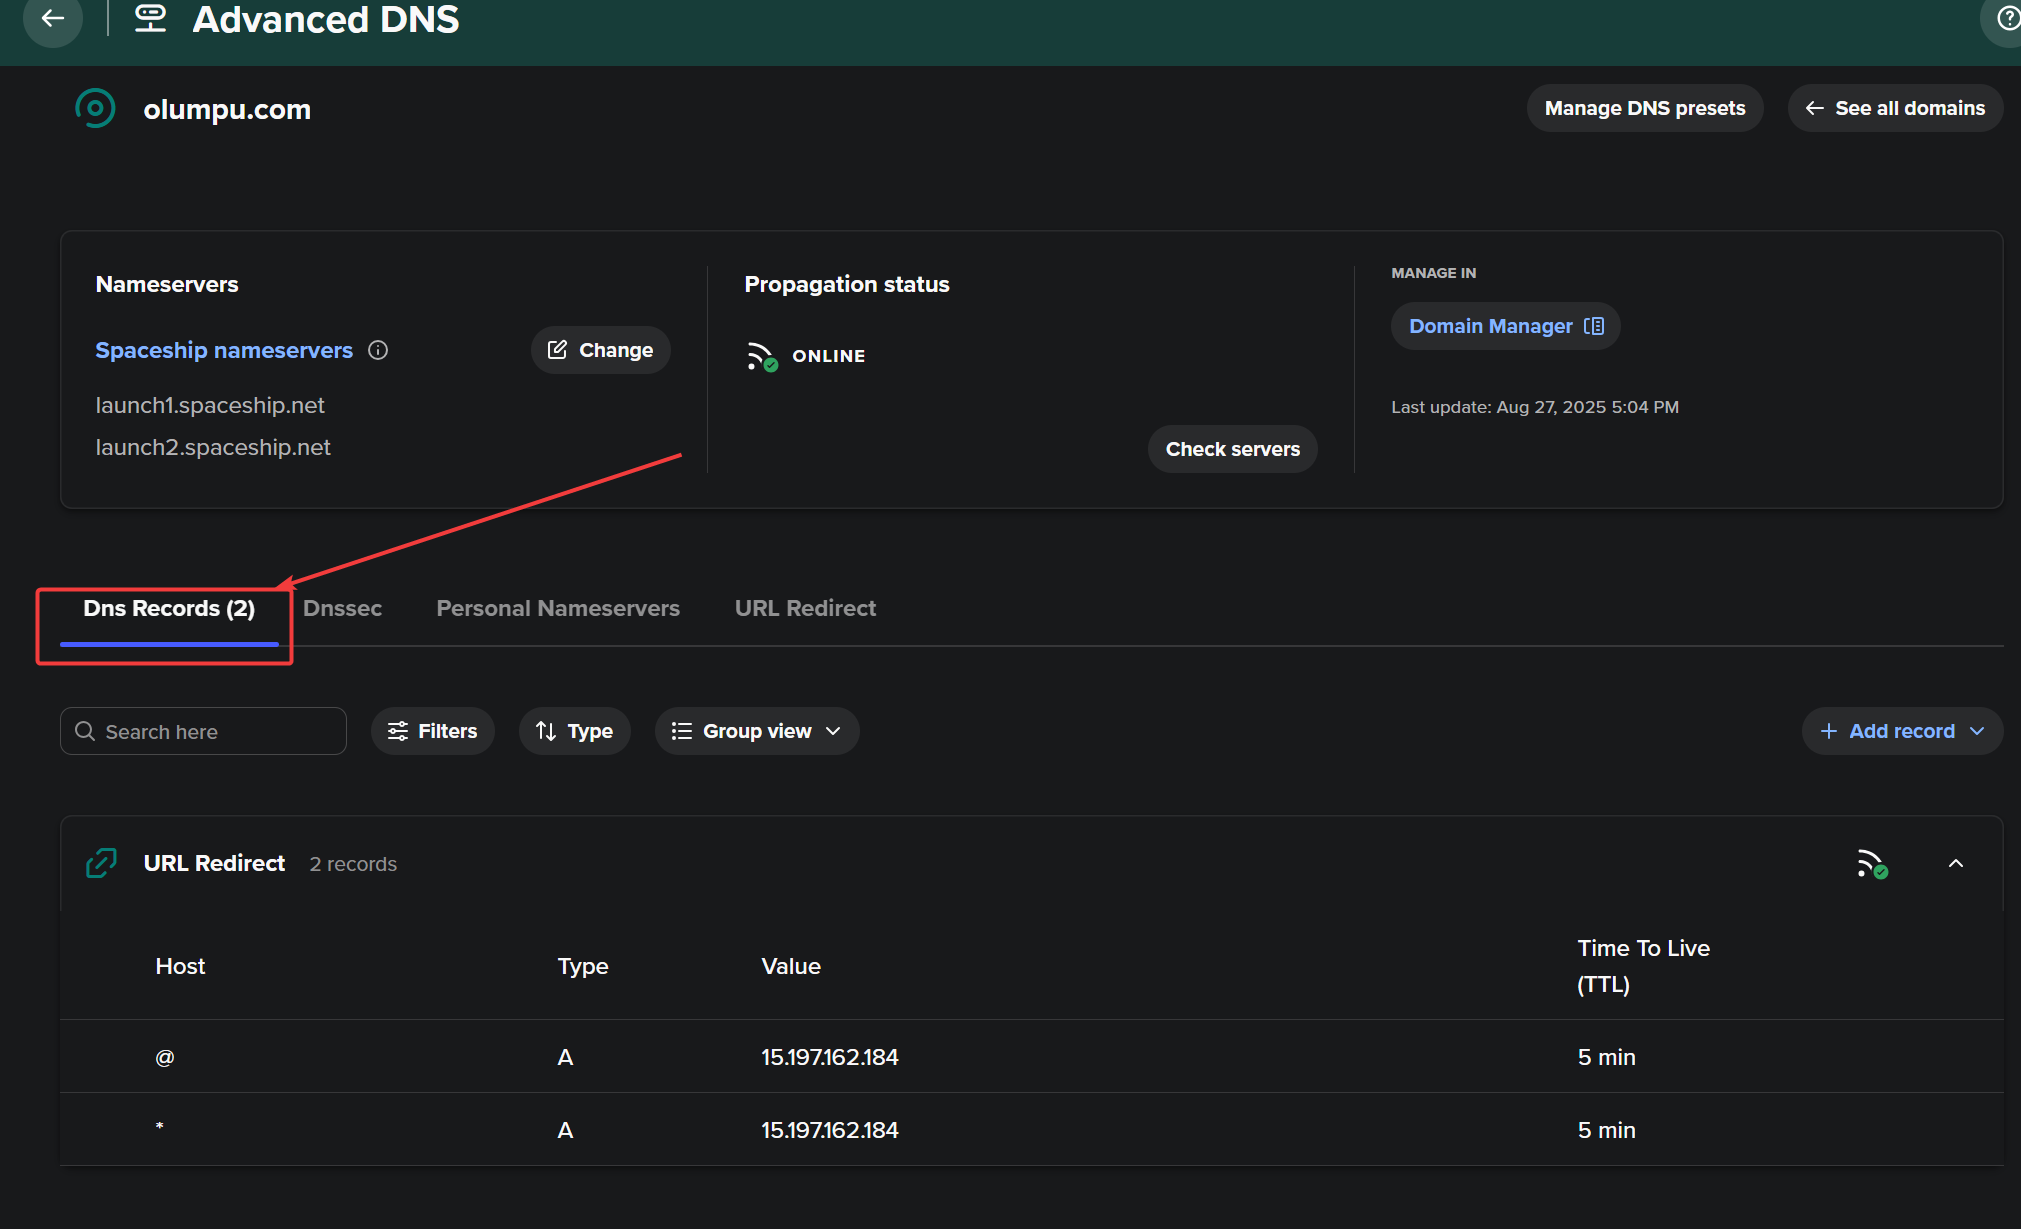 Advanced DNS
olumpu.com
Manage DNS presets
See all domains
Nameservers
Spaceship nameservers
Change
launch1.spaceship.net
launch2.spaceship.net
Propagation status
ONLINE
Check servers
MANAGE IN
Domain Manager
Last update: Aug 27, 2025 5:04 PM
Dns Records (2)
Dnssec
Personal Nameservers
URL Redirect
Search here
Filters
Type
Group view
Add record
URL Redirect 2 records
Host Type Value Time To Live
(TTL)
@ A 15.197.162.184 5 min
* A 15.197.162.184 5 min